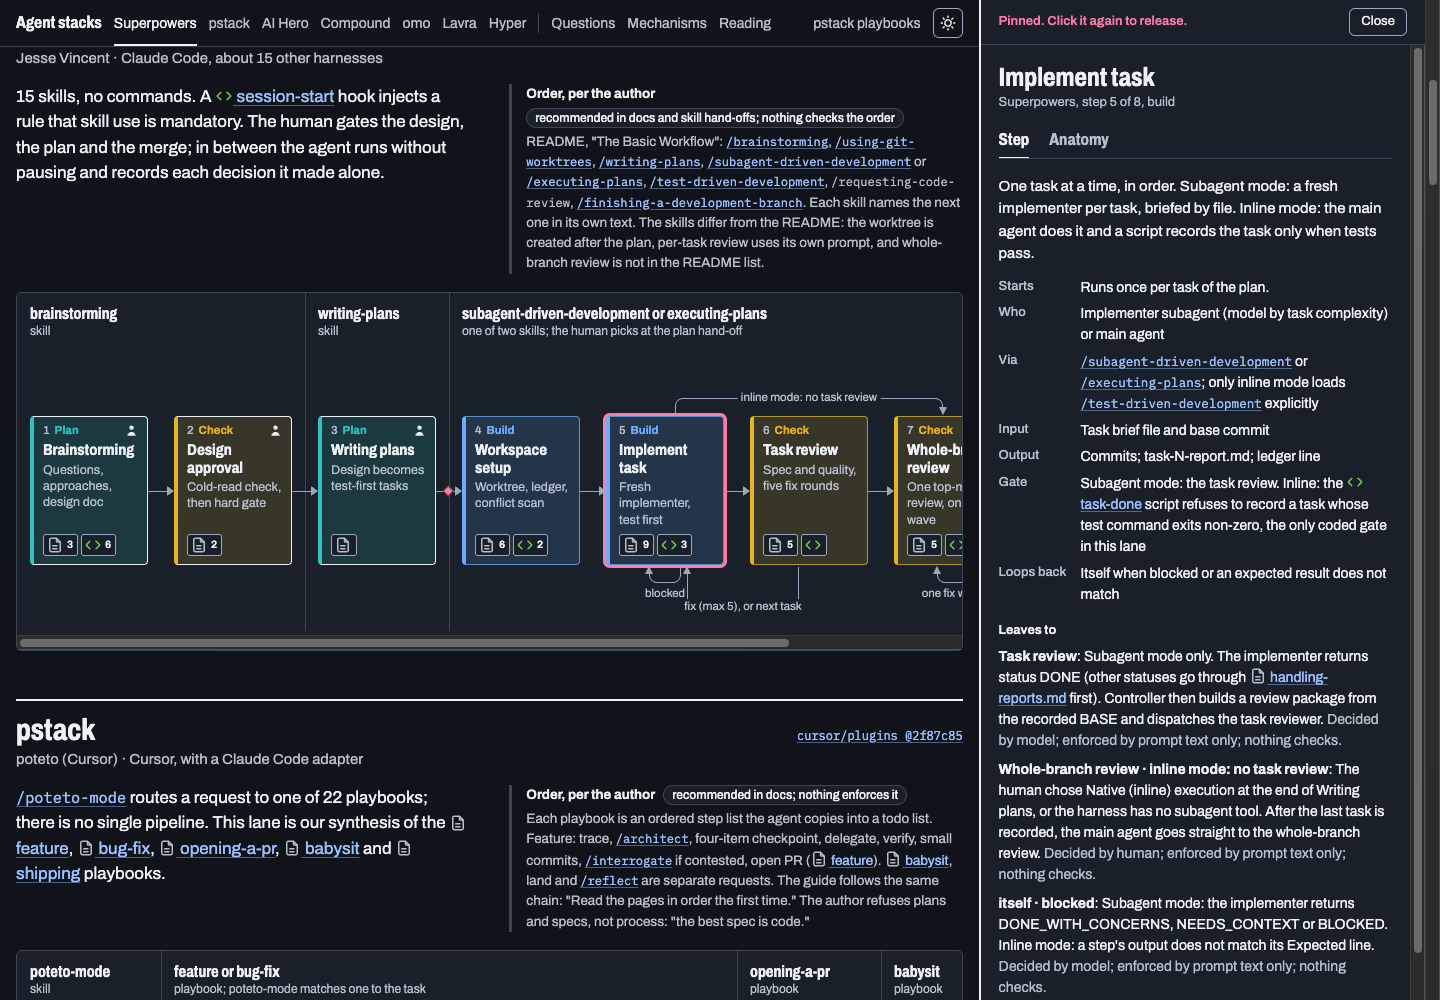 Agent stacks Superpowers pstack AI Hero Compound omo Lavra Hyper Questions Mechanisms Reading pstack playbooks
Jesse Vincent · Claude Code, about 15 other harnesses
15 skills, no commands. A <> session-start hook injects a
rule that skill use is mandatory. The human gates the design,
the plan and the merge; in between the agent runs without
pausing and records each decision it made alone.
Order, per the author
recommended in docs and skill hand-offs; nothing checks the order
README, "The Basic Workflow": /brainstorming, /using-git-
worktrees, /writing-plans, /subagent-driven-development or
/executing-plans, /test-driven-development, /requesting-code-
review, /finishing-a-development-branch. Each skill names the next
one in its own text. The skills differ from the README: the worktree is
created after the plan, per-task review uses its own prompt, and whole-
branch review is not in the README list.
brainstorming
skill
writing-plans
skill
subagent-driven-development or executing-plans
one of two skills; the human picks at the plan hand-off
inline mode: no task review
1 Plan
Brainstorming
Questions,
approaches,
design doc
3 <> 6
2 Check
Design
approval
Cold-read check,
then hard gate
2
3 Plan
Writing plans
Design becomes
test-first tasks
4 Build
Workspace
setup
Worktree, ledger,
conflict scan
6 <> 2
5 Build
Implement
task
Fresh
implementer,
test first
9 <> 3
6 Check
Task review
Spec and quality,
five fix rounds
5 <>
7 Check
Whole-b
review
One top-m
review, on
wave
5 <>
blocked
fix (max 5), or next task
one fix w
pstack
cursor/plugins @2f87c85
poteto (Cursor) · Cursor, with a Claude Code adapter
/poteto-mode routes a request to one of 22 playbooks;
there is no single pipeline. This lane is our synthesis of the
feature, bug-fix, opening-a-pr, babysit and
shipping playbooks.
Order, per the author recommended in docs; nothing enforces it
Each playbook is an ordered step list the agent copies into a todo list.
Feature: trace, /architect, four-item checkpoint, delegate, verify, small
commits, /interrogate if contested, open PR ( feature). babysit,
land and /reflect are separate requests. The guide follows the same
chain: "Read the pages in order the first time." The author refuses plans
and specs, not process: "the best spec is code."
poteto-mode
skill
feature or bug-fix
playbook; poteto-mode matches one to the task
opening-a-pr
playbook
babysit
playbook
Pinned. Click it again to release.
Close
Implement task
Superpowers, step 5 of 8, build
Step Anatomy
One task at a time, in order. Subagent mode: a fresh
implementer per task, briefed by file. Inline mode: the main
agent does it and a script records the task only when tests
pass.
Starts Runs once per task of the plan.
Who Implementer subagent (model by task complexity)
or main agent
Via /subagent-driven-development or
/executing-plans; only inline mode loads
/test-driven-development explicitly
Input Task brief file and base commit
Output Commits; task-N-report.md; ledger line
Gate Subagent mode: the task review. Inline: the <>
task-done script refuses to record a task whose
test command exits non-zero, the only coded gate
in this lane
Loops back Itself when blocked or an expected result does not
match
Leaves to
Task review: Subagent mode only. The implementer returns
status DONE (other statuses go through handling-
reports.md first). Controller then builds a review package from
the recorded BASE and dispatches the task reviewer. Decided
by model; enforced by prompt text only; nothing checks.
Whole-branch review · inline mode: no task review: The
human chose Native (inline) execution at the end of Writing
plans, or the harness has no subagent tool. After the last task is
recorded, the main agent goes straight to the whole-branch
review. Decided by human; enforced by prompt text only;
nothing checks.
itself · blocked: Subagent mode: the implementer returns
DONE_WITH_CONCERNS, NEEDS_CONTEXT or BLOCKED.
Inline mode: a step's output does not match its Expected line.
Decided by model; enforced by prompt text only; nothing
checks.